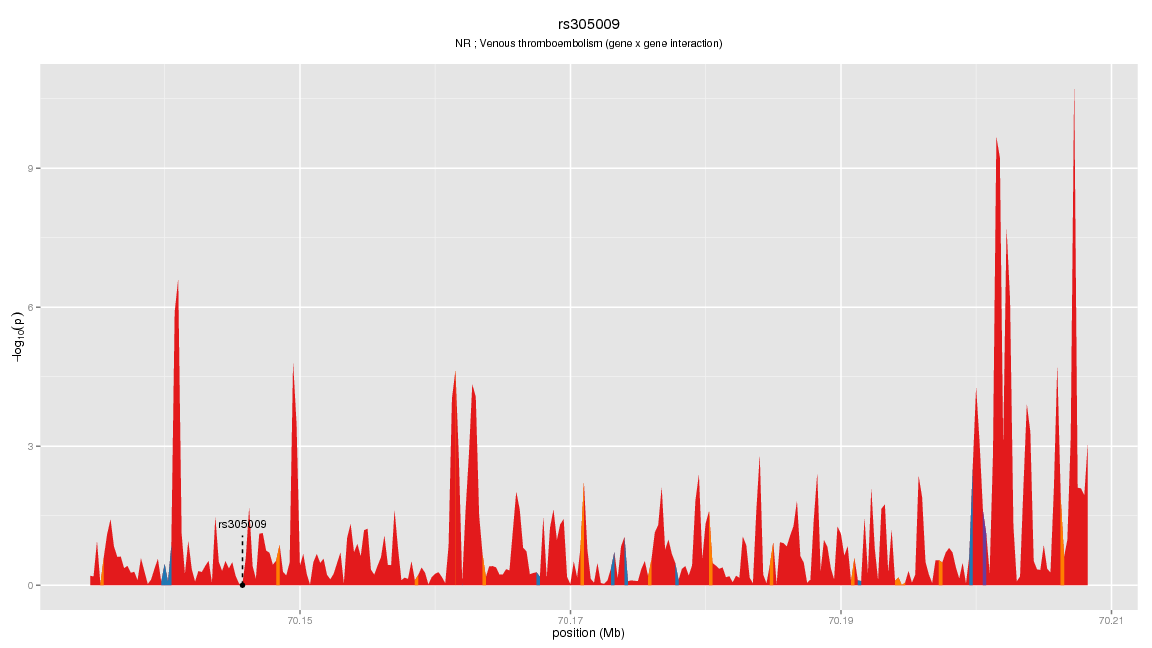 rs305009
NR ; Venous thromboembolism (gene x gene interaction)
−log10(p)
9
6
3
0
rs305009
70.15
70.17
70.19
70.21
position (Mb)